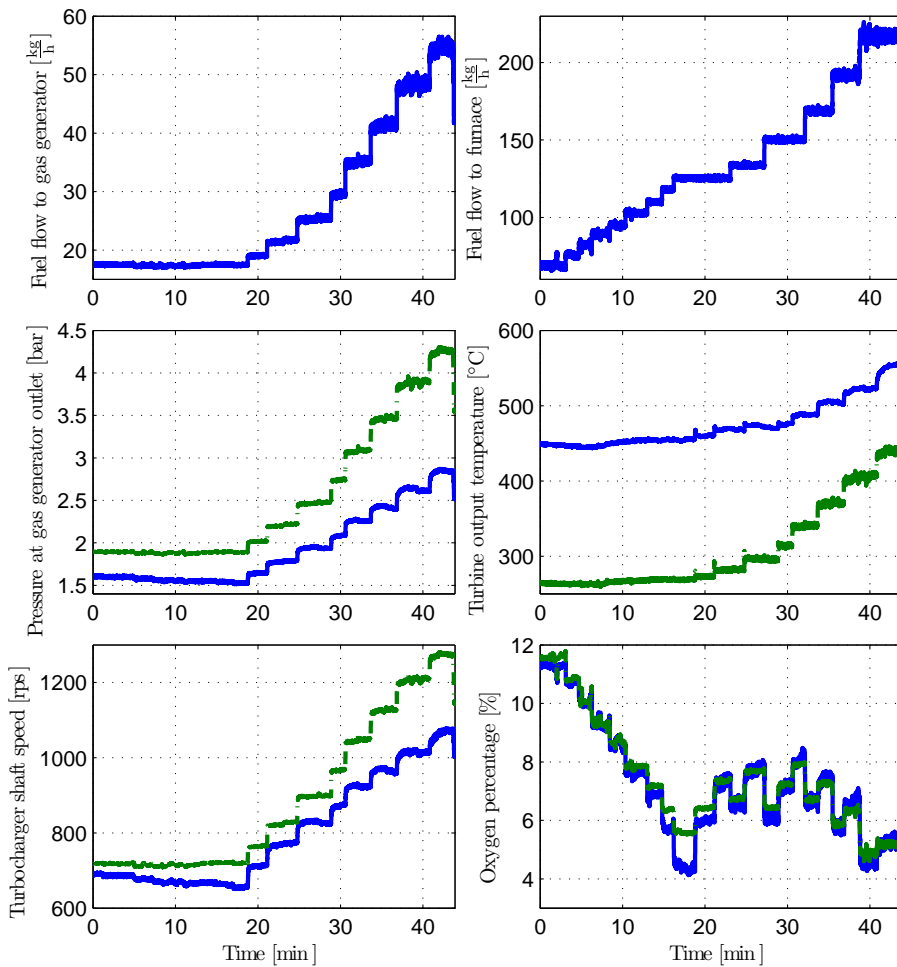 Fuel flow to gas generator [kg/h]
60
50
40
30
20
0 10 20 30 40
Fuel flow to furnace [kg/h]
200
150
100
0 10 20 30 40
Pressure at gas generator outlet [bar]
4.5
4
3.5
3
2.5
2
1.5
0 10 20 30 40
Turbine output temperature [°C]
600
500
400
300
0 10 20 30 40
Turbocharger shaft speed [rps]
1200
1000
800
600
0 10 20 30 40
Time [min]
Oxygen percentage [%]
12
10
8
6
4
0 10 20 30 40
Time [min]